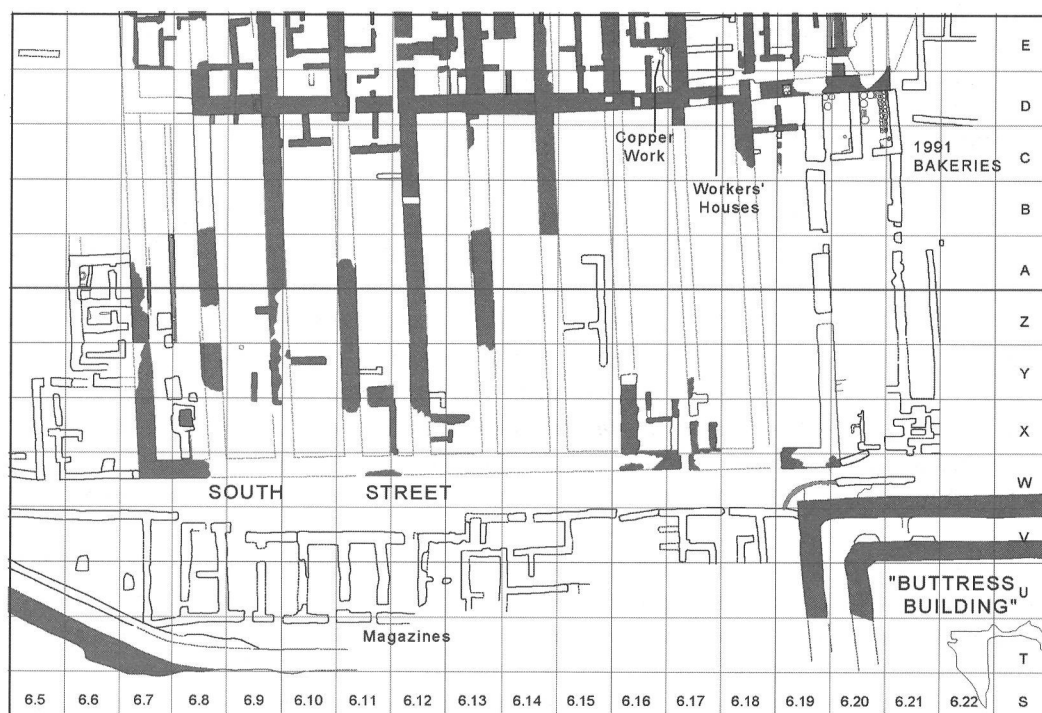 E
D
Copper
Work
1991
BAKERIES
C
Workers'
Houses
B
A
Z
Y
X
SOUTH STREET
W
V
"BUTTRESS
BUILDING"
U
Magazines
T
6.5 6.6 6.7 6.8 6.9 6.10 6.11 6.12 6.13 6.14 6.15 6.16 6.17 6.18 6.19 6.20 6.21 6.22 S